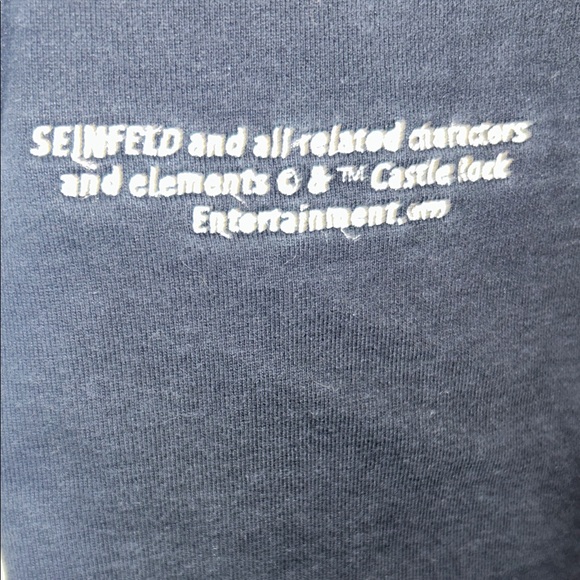 SEINFELD and all related characters
and elements © & ™ Castle Rock
Entertainment.